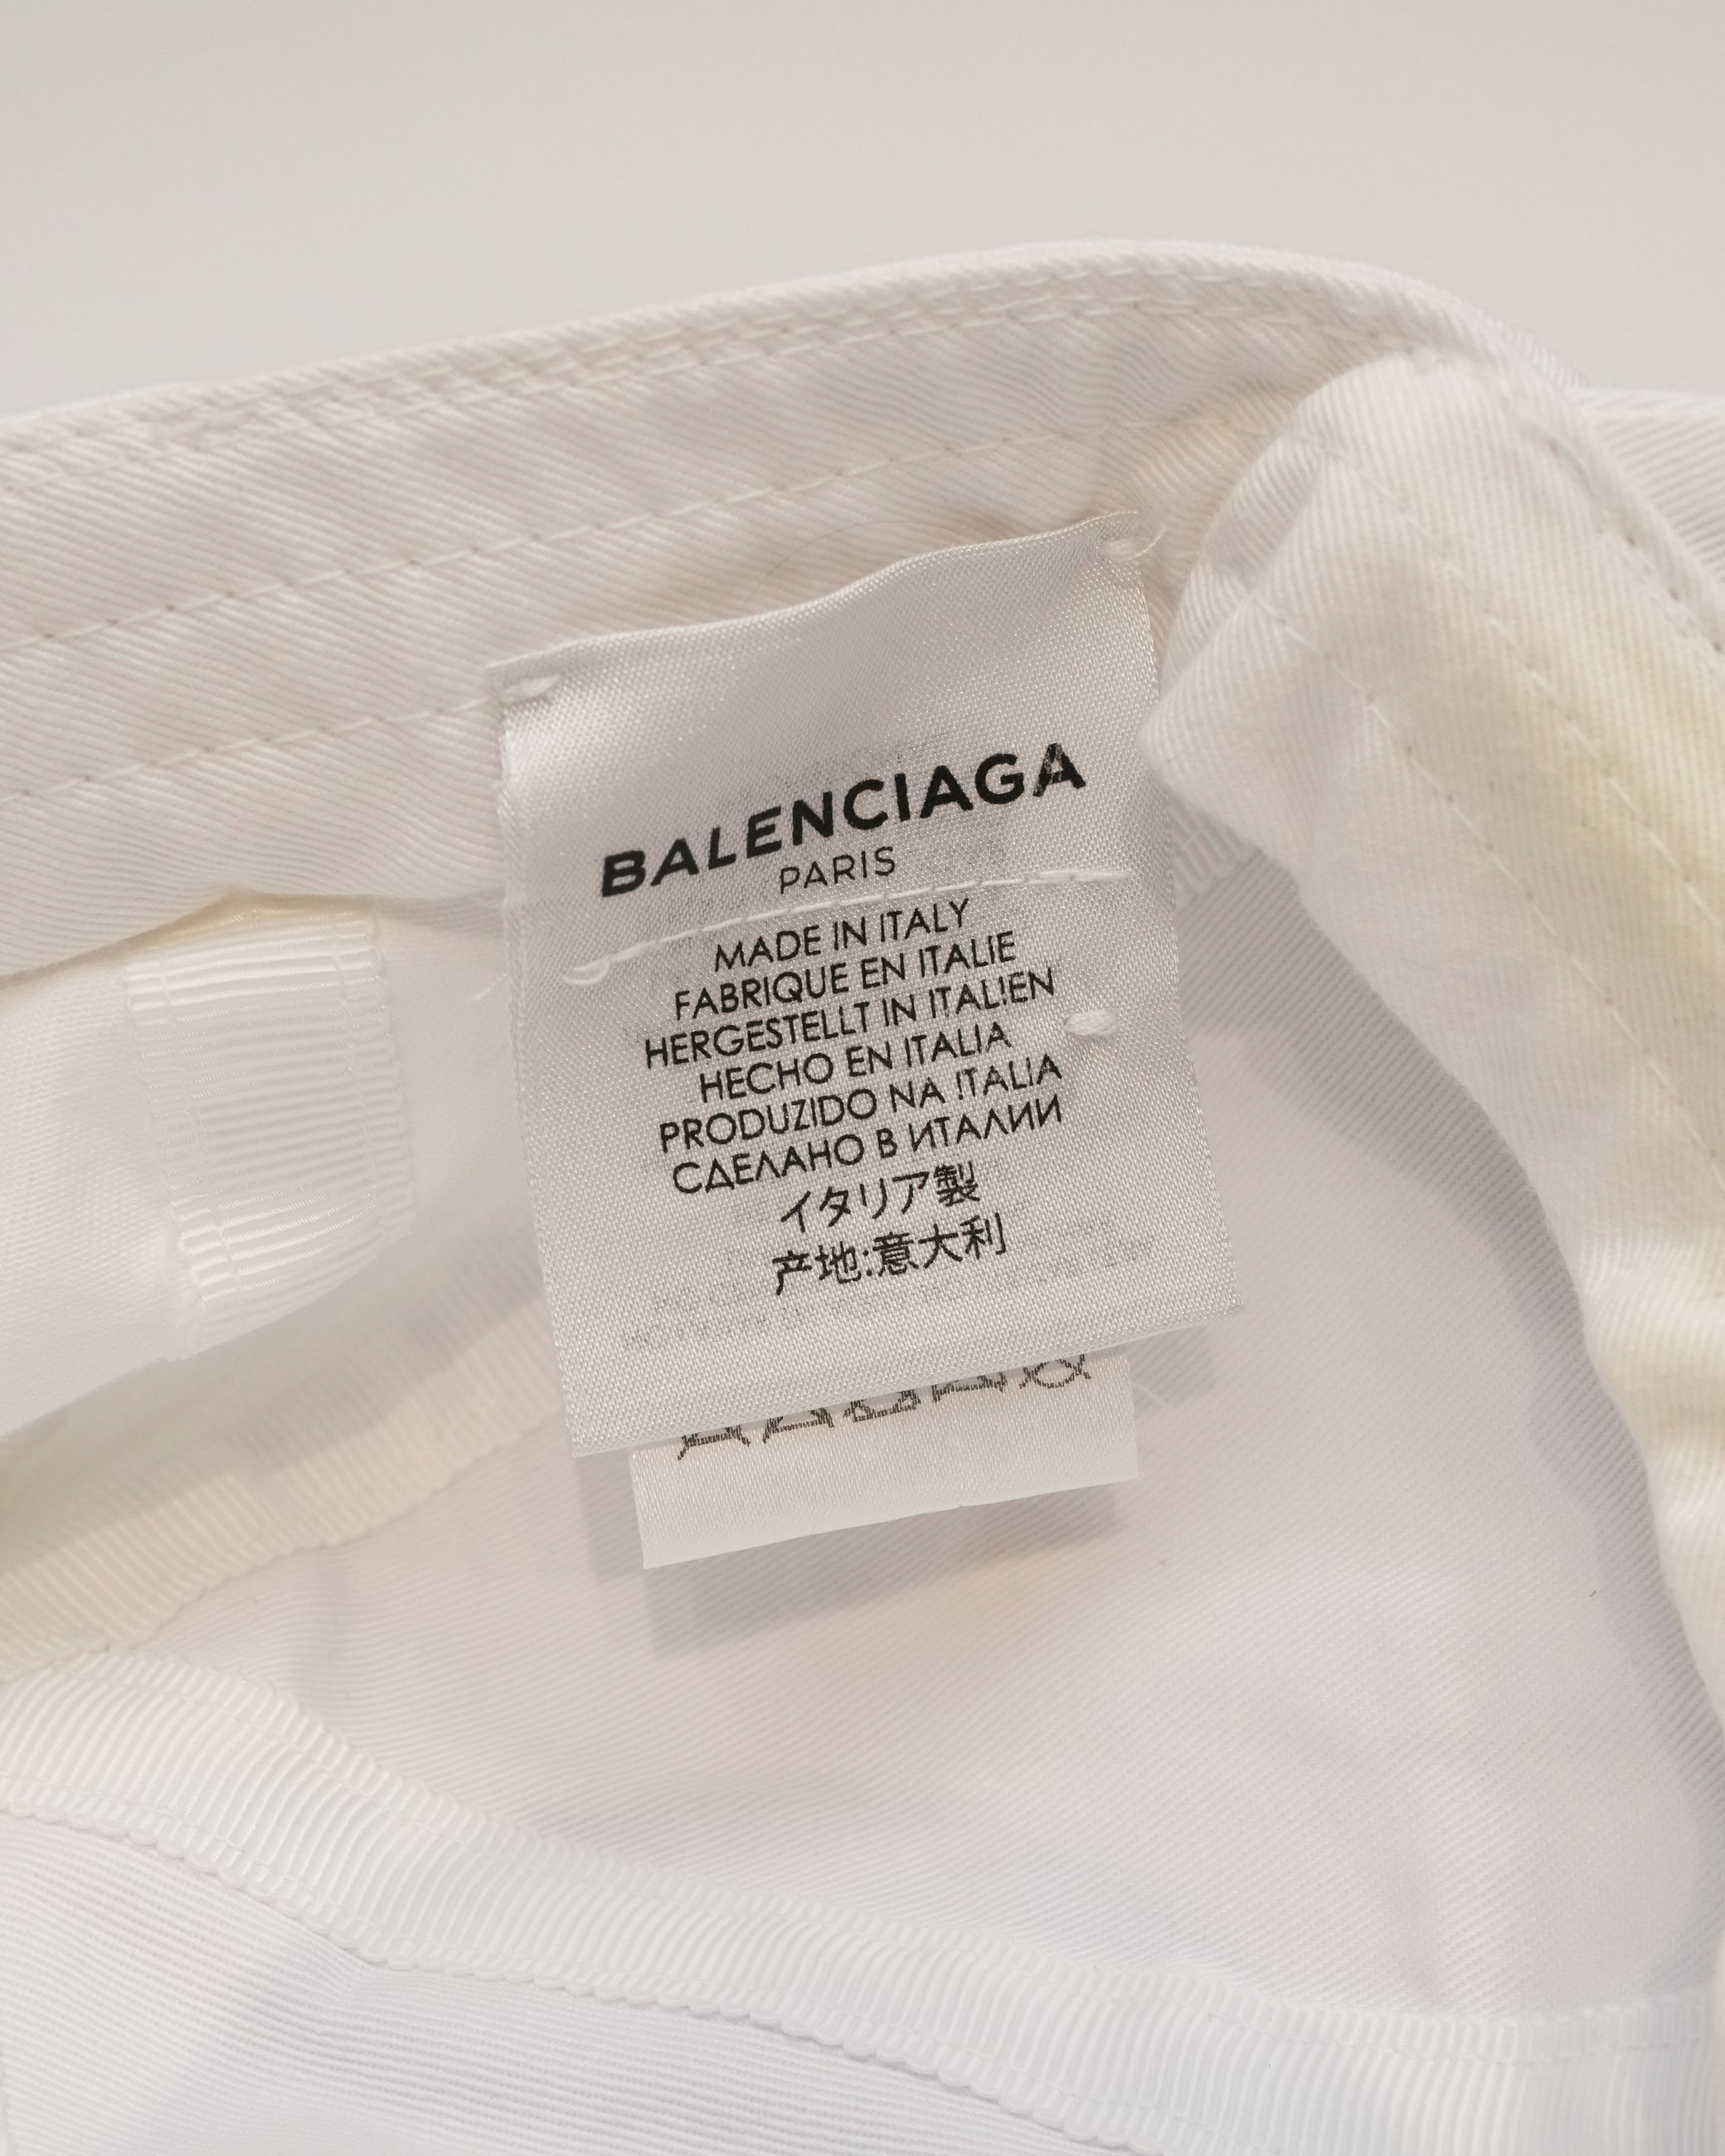 BALENCIAGA
PARIS
MADE IN ITALY
FABRIQUE EN ITALIE
HERGESTELLT IN ITALIEN
HECHO EN ITALIA
PRODUZIDO NA ITALIA
СДЕЛАНО В ИТАЛИИ
イタリア製
产地:意大利